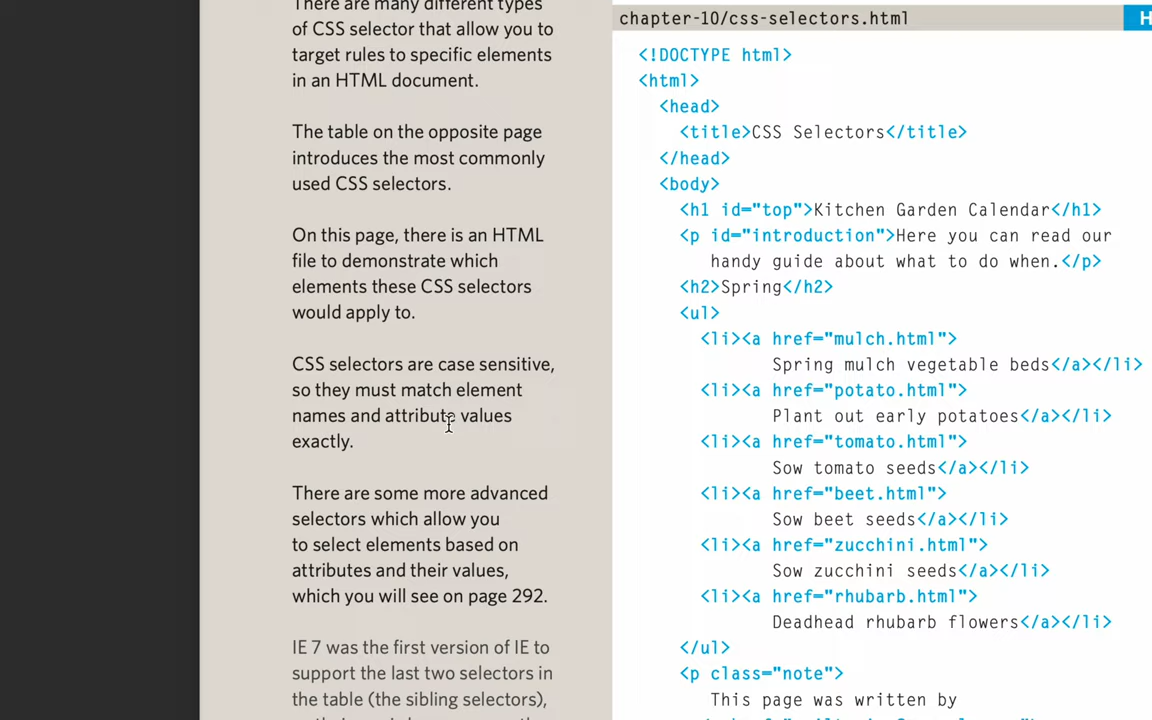 There are many different types
of CSS selector that allow you to
target rules to specific elements
in an HTML document.
The table on the opposite page
introduces the most commonly
used CSS selectors.
On this page, there is an HTML
file to demonstrate which
elements these CSS selectors
would apply to.
CSS selectors are case sensitive,
so they must match element
names and attribute values
exactly.
There are some more advanced
selectors which allow you
to select elements based on
attributes and their values,
which you will see on page 292.
IE 7 was the first version of IE to
support the last two selectors in
the table (the sibling selectors),
chapter-10/css-selectors.html
H
<!DOCTYPE html>
<html>
<head>
<title>CSS Selectors</title>
</head>
<body>
<h1 id="top">Kitchen Garden Calendar</h1>
<p id="introduction">Here you can read our
handy guide about what to do when.</p>
<h2>Spring</h2>
<ul>
<li><a href="mulch.html">
Spring mulch vegetable beds</a></li>
<li><a href="potato.html">
Plant out early potatoes</a></li>
<li><a href="tomato.html">
Sow tomato seeds</a></li>
<li><a href="beet.html">
Sow beet seeds</a></li>
<li><a href="zucchini.html">
Sow zucchini seeds</a></li>
<li><a href="rhubarb.html">
Deadhead rhubarb flowers</a></li>
</ul>
<p class="note">
This page was written by